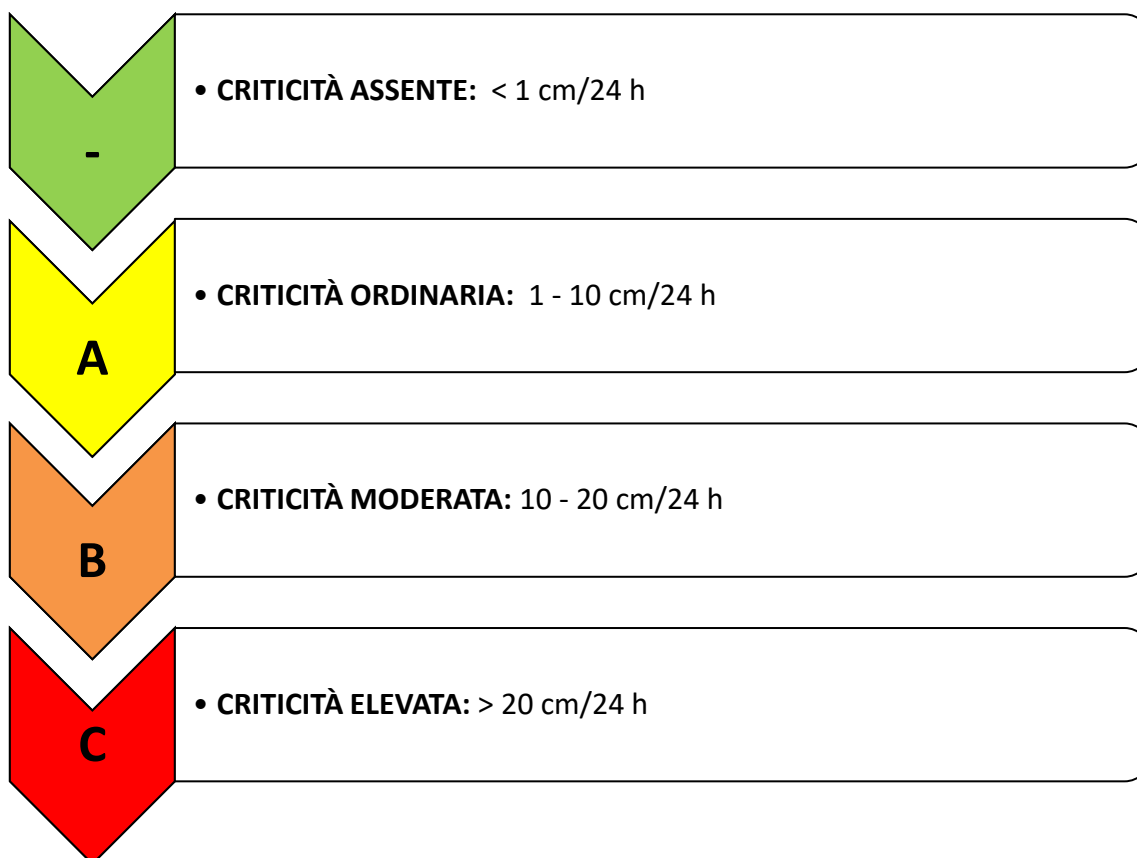 -
• CRITICITÀ ASSENTE:  < 1 cm/24 h
A
• CRITICITÀ ORDINARIA:  1 - 10 cm/24 h
B
• CRITICITÀ MODERATA: 10 - 20 cm/24 h
C
• CRITICITÀ ELEVATA: > 20 cm/24 h